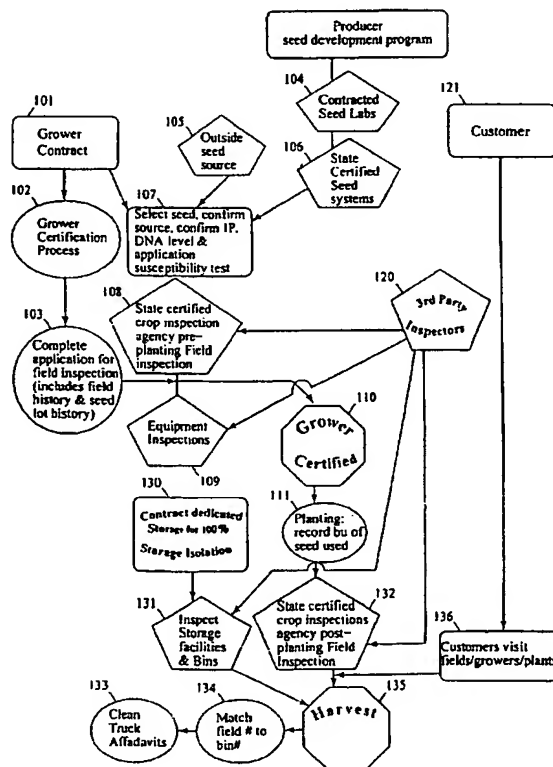 Producer
seed development program
104
Contracted
Seed Labs
121
Customer
101
Grower
Contract
105
Outside
seed
source
106
State
Certified
Seed
systems
102
Grower
Certification
Process
107
Select seed, confirm
source, confirm IP,
DNA level &
application
susceptibility test
108
State certified
crop inspection
agency pre-
planting Field
inspection
120
3rd Party
Inspectors
103
Complete
application for
field inspection
(includes field
history & seed
lot history)
Equipment
Inspections
109
110
Grower
Certified
130
Contract dedicated
Storage for 100%
Storage Isolation
111
Planting:
record bu of
seed used
131
Inspect
Storage
facilities
& Bins
132
State certified
crop inspections
agency post-
planting Field
Inspection
136
Customers visit
fields/growers/plants
133
Clean
Truck
Affadavits
134
Match
field # to
bin#
135
Harvest